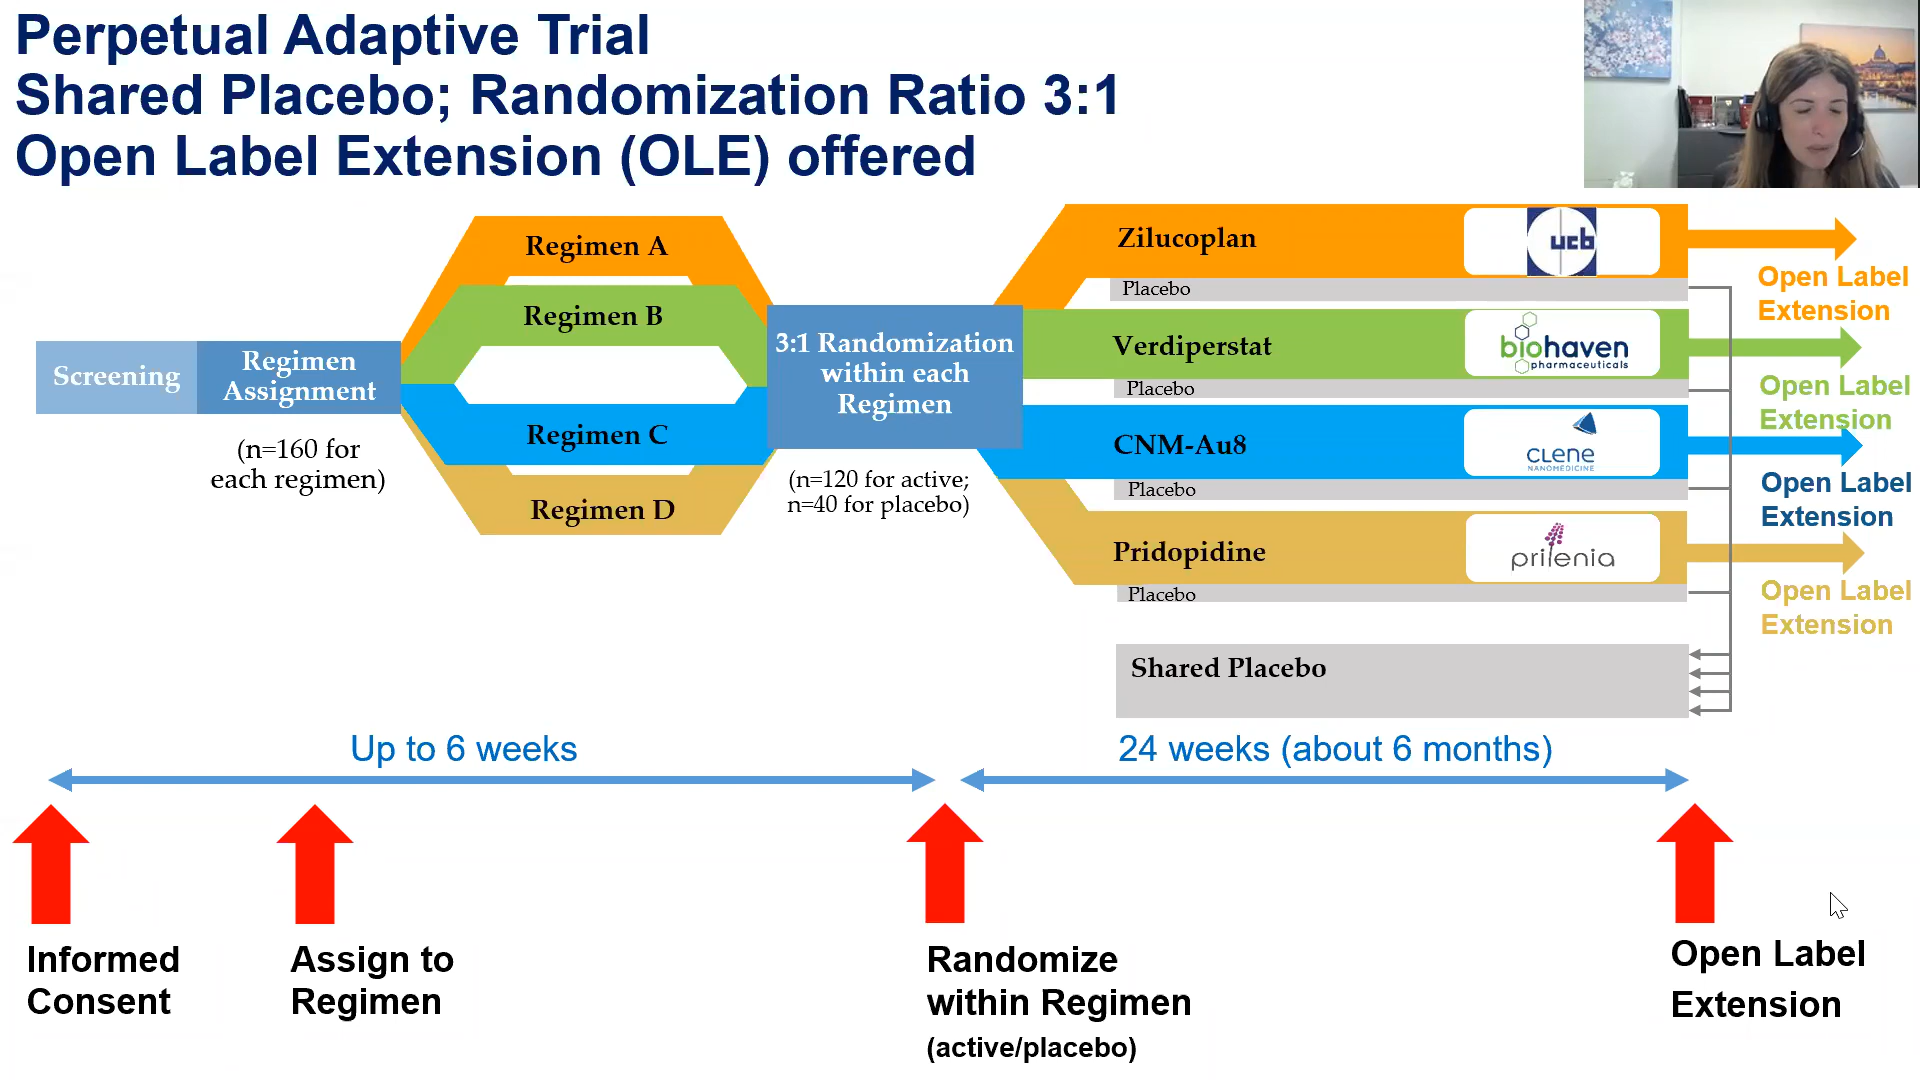 Perpetual Adaptive Trial
Shared Placebo; Randomization Ratio 3:1
Open Label Extension (OLE) offered
Screening
Regimen
Assignment
(n=160 for
each regimen)
Regimen A
Regimen B
Regimen C
Regimen D
3:1 Randomization
within each
Regimen
(n=120 for active;
n=40 for placebo)
Zilucoplan
ucb
Placebo
Open Label
Extension
Verdiperstat
biohaven
pharmaceuticals
Placebo
Open Label
Extension
CNM-Au8
CLENE
NANOMEDICINE
Placebo
Open Label
Extension
Pridopidine
prilenia
Placebo
Open Label
Extension
Shared Placebo
Up to 6 weeks
24 weeks (about 6 months)
Informed
Consent
Assign to
Regimen
Randomize
within Regimen
(active/placebo)
Open Label
Extension